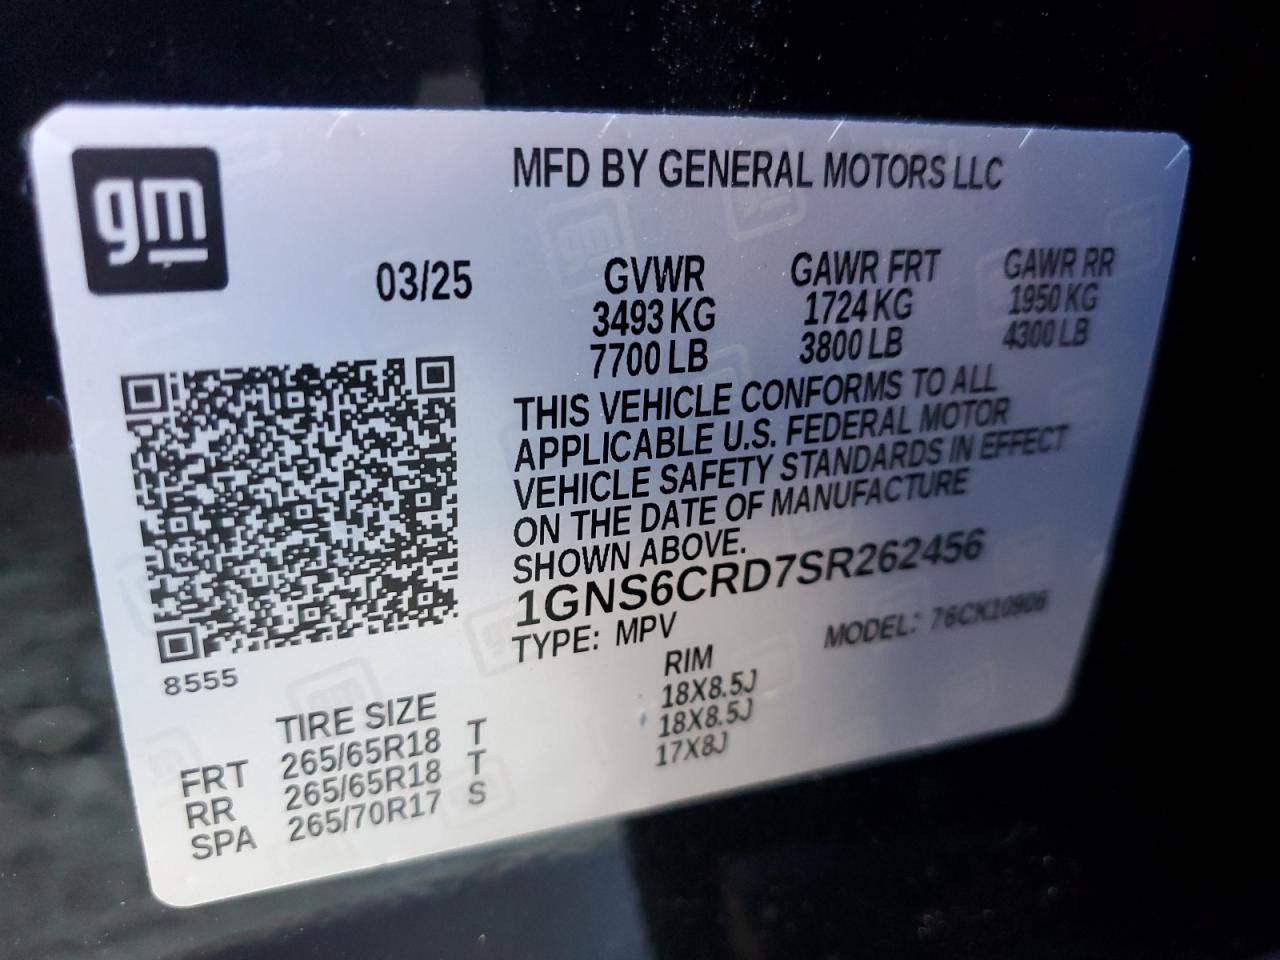 gm
MFD BY GENERAL MOTORS LLC
03/25 GVWR GAWR FRT GAWR RR
3493 KG 1724 KG 1950 KG
7700 LB 3800 LB 4300 LB
THIS VEHICLE CONFORMS TO ALL
APPLICABLE U.S. FEDERAL MOTOR
VEHICLE SAFETY STANDARDS IN EFFECT
ON THE DATE OF MANUFACTURE
SHOWN ABOVE.
1GNS6CRD7SR262456
TYPE: MPV MODEL: 76CK10906
8555
TIRE SIZE RIM
FRT 265/65R18 T 18X8.5J
RR 265/65R18 T 18X8.5J
SPA 265/70R17 S 17X8J